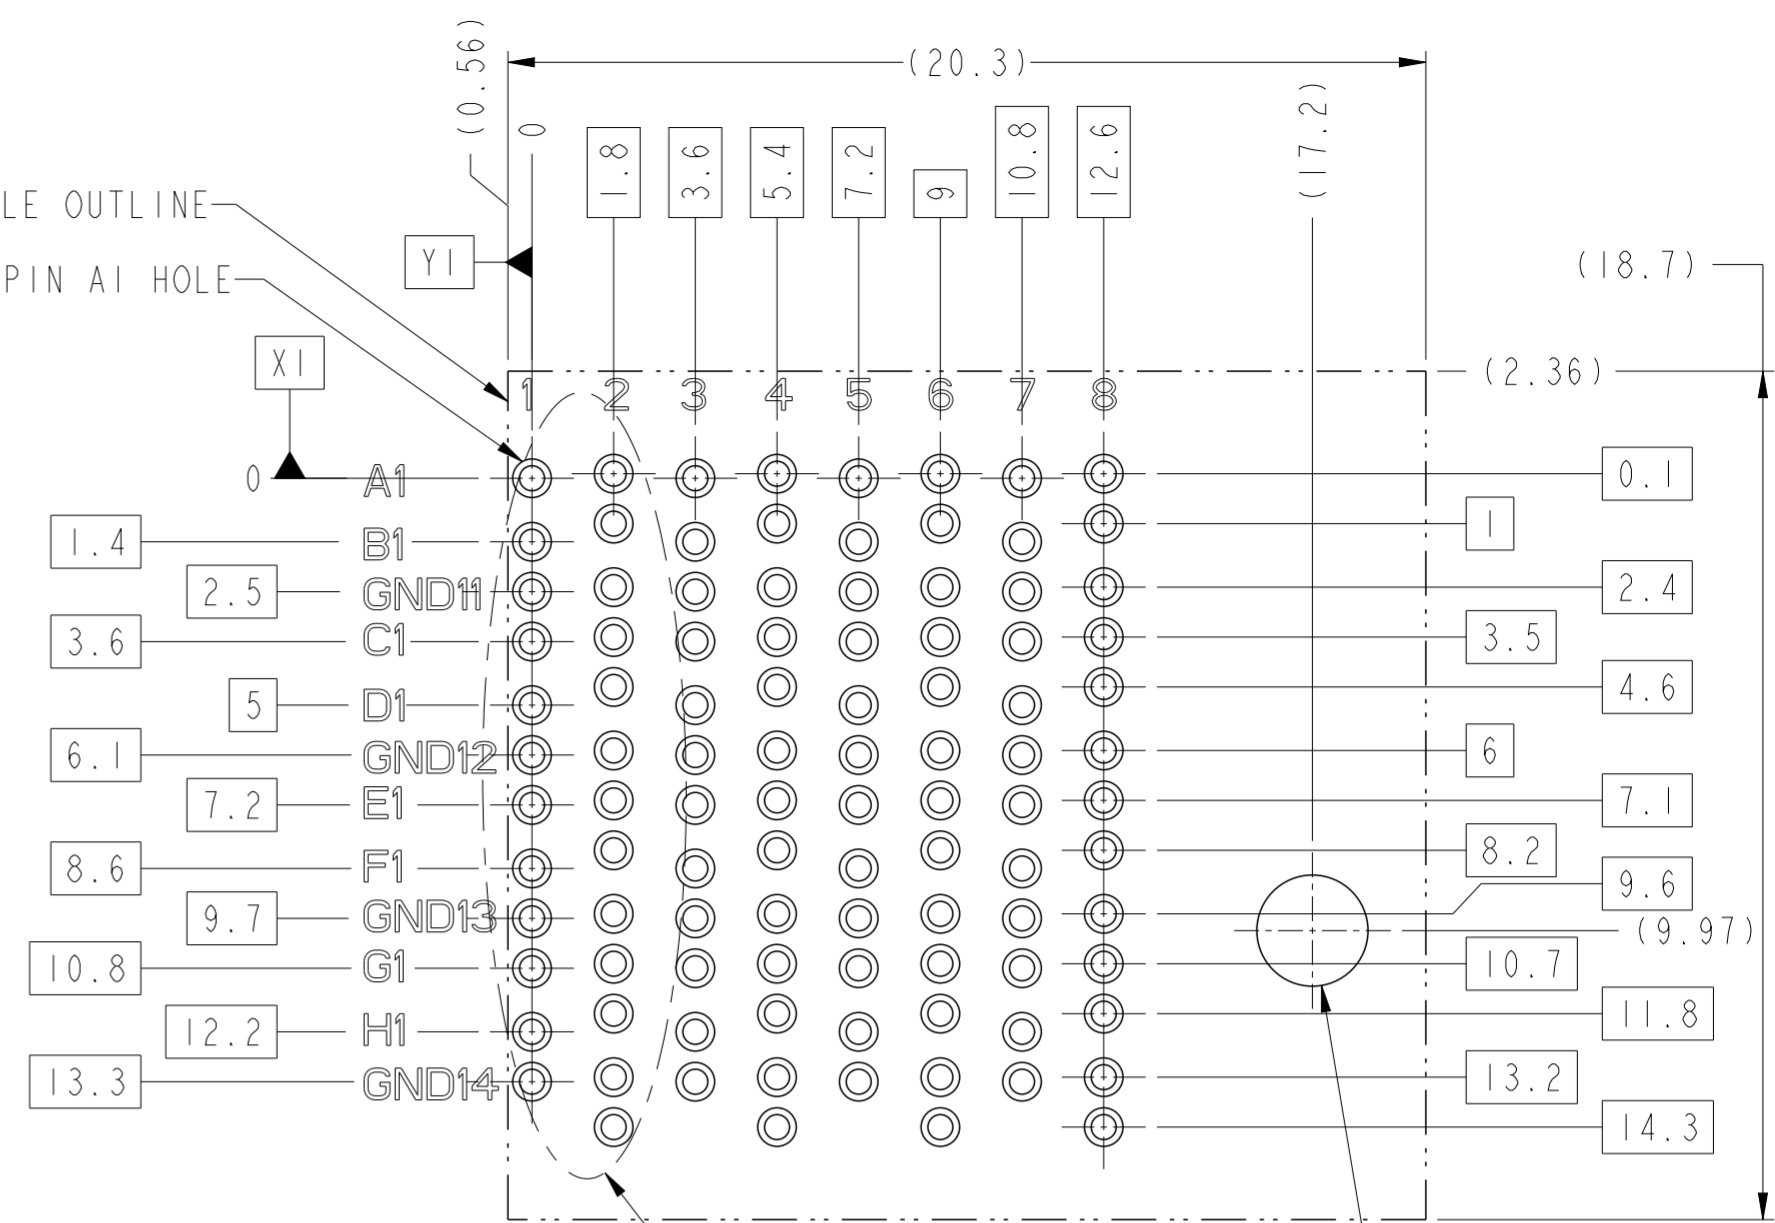 (0.56)
(20.3)
0
1.8
3.6
5.4
7.2
9
10.8
12.6
(17.2)
LE OUTLINE
Y1
PIN A1 HOLE
(18.7)
X1
(2.36)
1 2 3 4 5 6 7 8
0 A1 0.1
1
1.4 B1
2.5 GND11 2.4
3.6 C1 3.5
4.6
5 D1
6.1 GND12 6
7.2 E1 7.1
8.2
8.6 F1
9.6
9.7 GND13
(9.97)
10.8 G1 10.7
11.8
12.2 H1
13.3 GND14 13.2
14.3